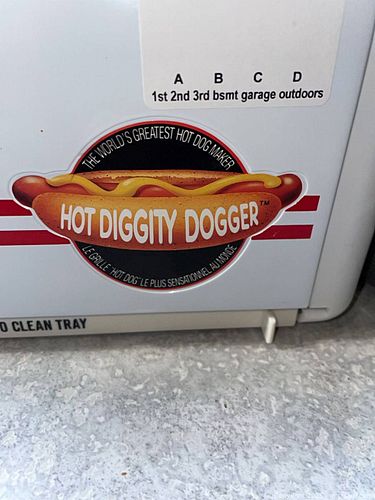 A B C D
1st 2nd 3rd bsmt garage outdoors
THE WORLD'S GREATEST HOT DOG MAKER
HOT DIGGITY DOGGER™
LE GRILLE "HOT DOG" LE PLUS SENSATIONNEL AU MONDE
O CLEAN TRAY